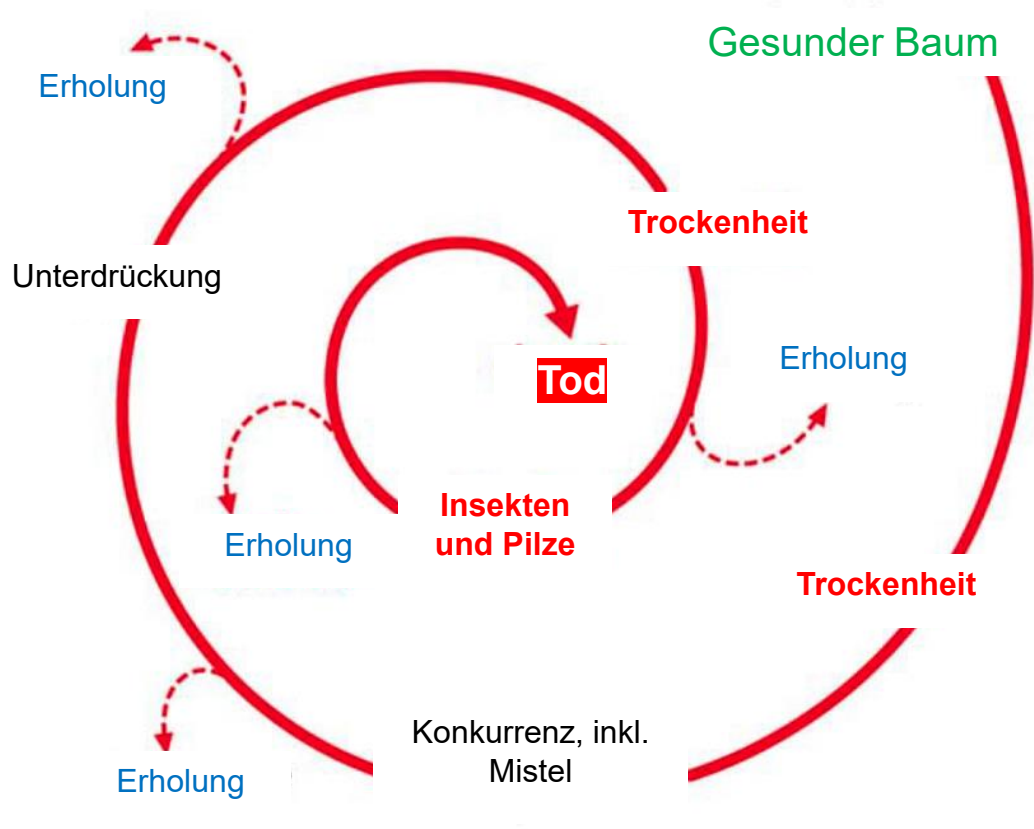 Gesunder Baum
Erholung
Trockenheit
Unterdrückung
Erholung
Tod
Insekten
und Pilze
Erholung
Trockenheit
Konkurrenz, inkl.
Mistel
Erholung